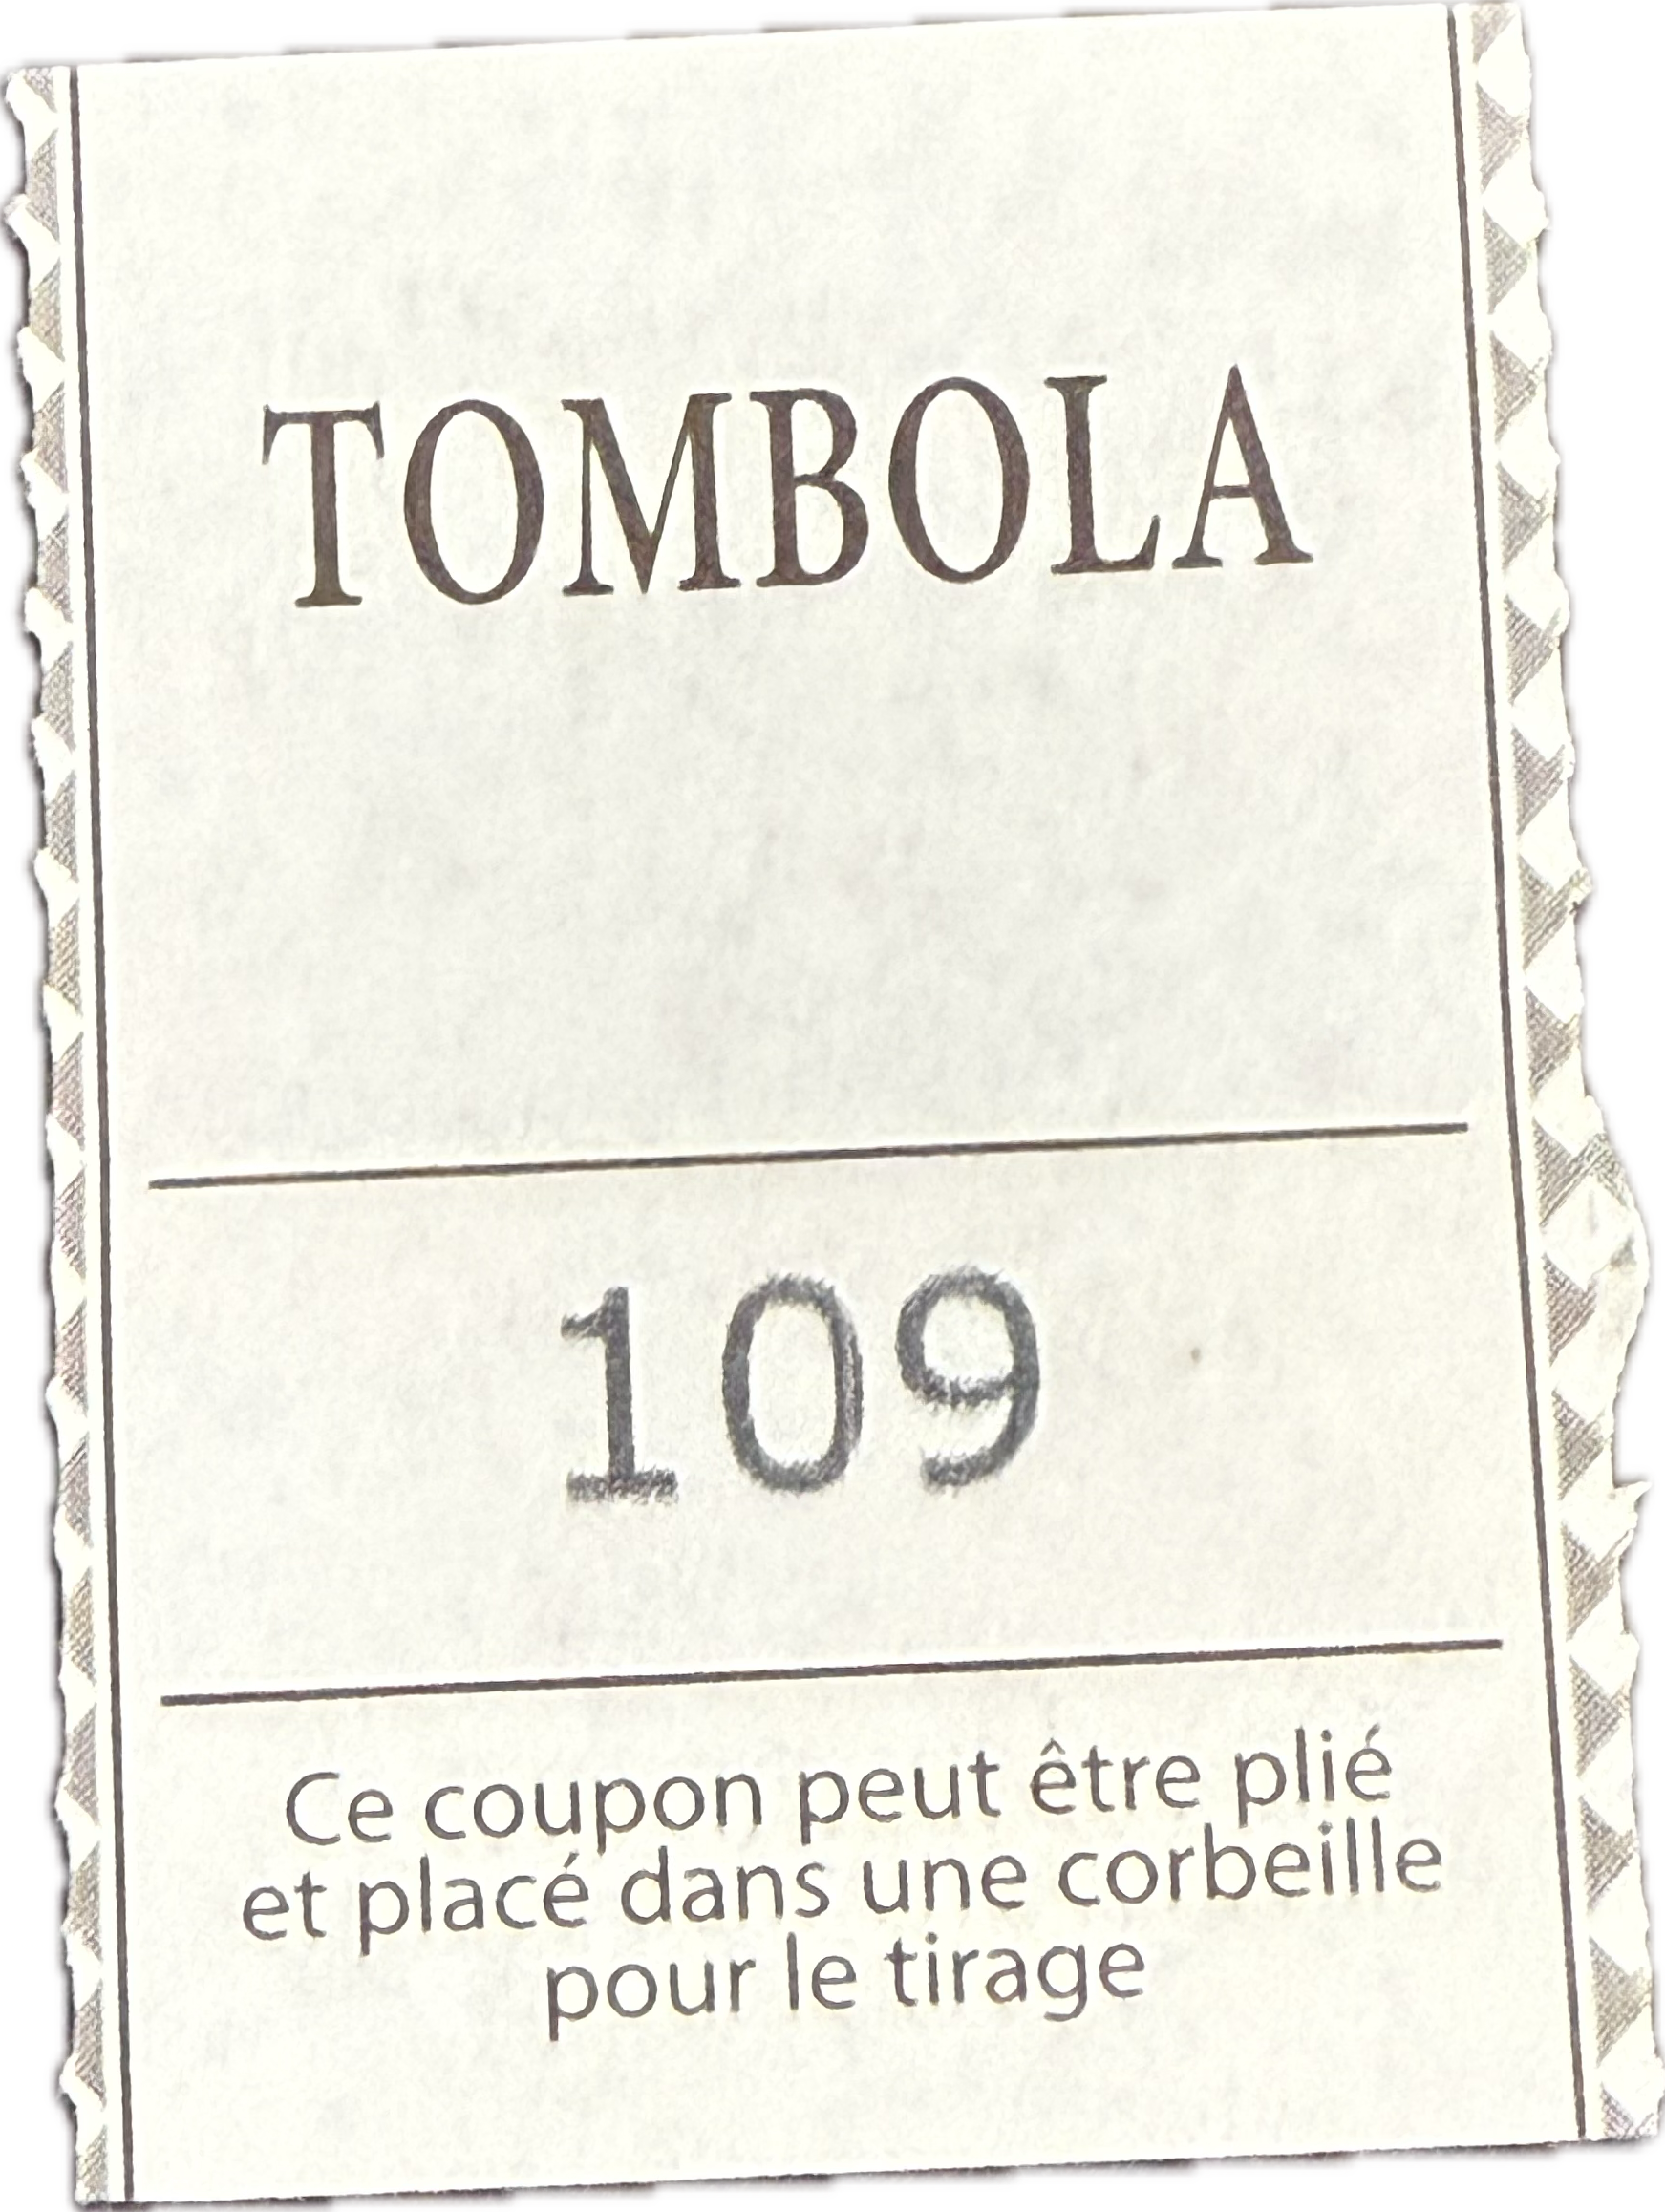 TOMBOLA
109
Ce coupon peut être plié
et placé dans une corbeille
pour le tirage